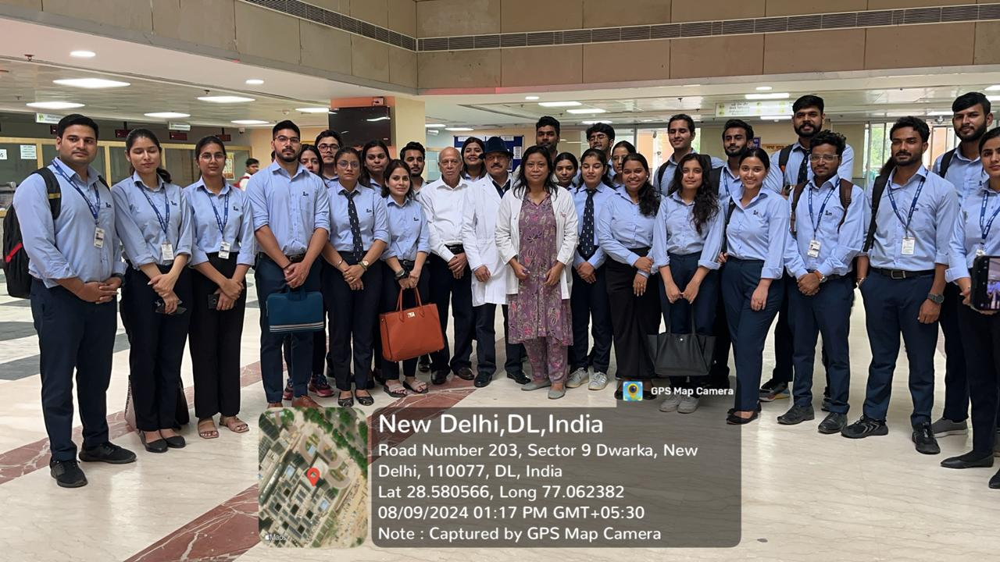 GPS Map Camera
New Delhi,DL,India
Road Number 203, Sector 9 Dwarka, New
Delhi, 110077, DL, India
Lat 28.580566, Long 77.062382
08/09/2024 01:17 PM GMT+05:30
Note : Captured by GPS Map Camera
Maps